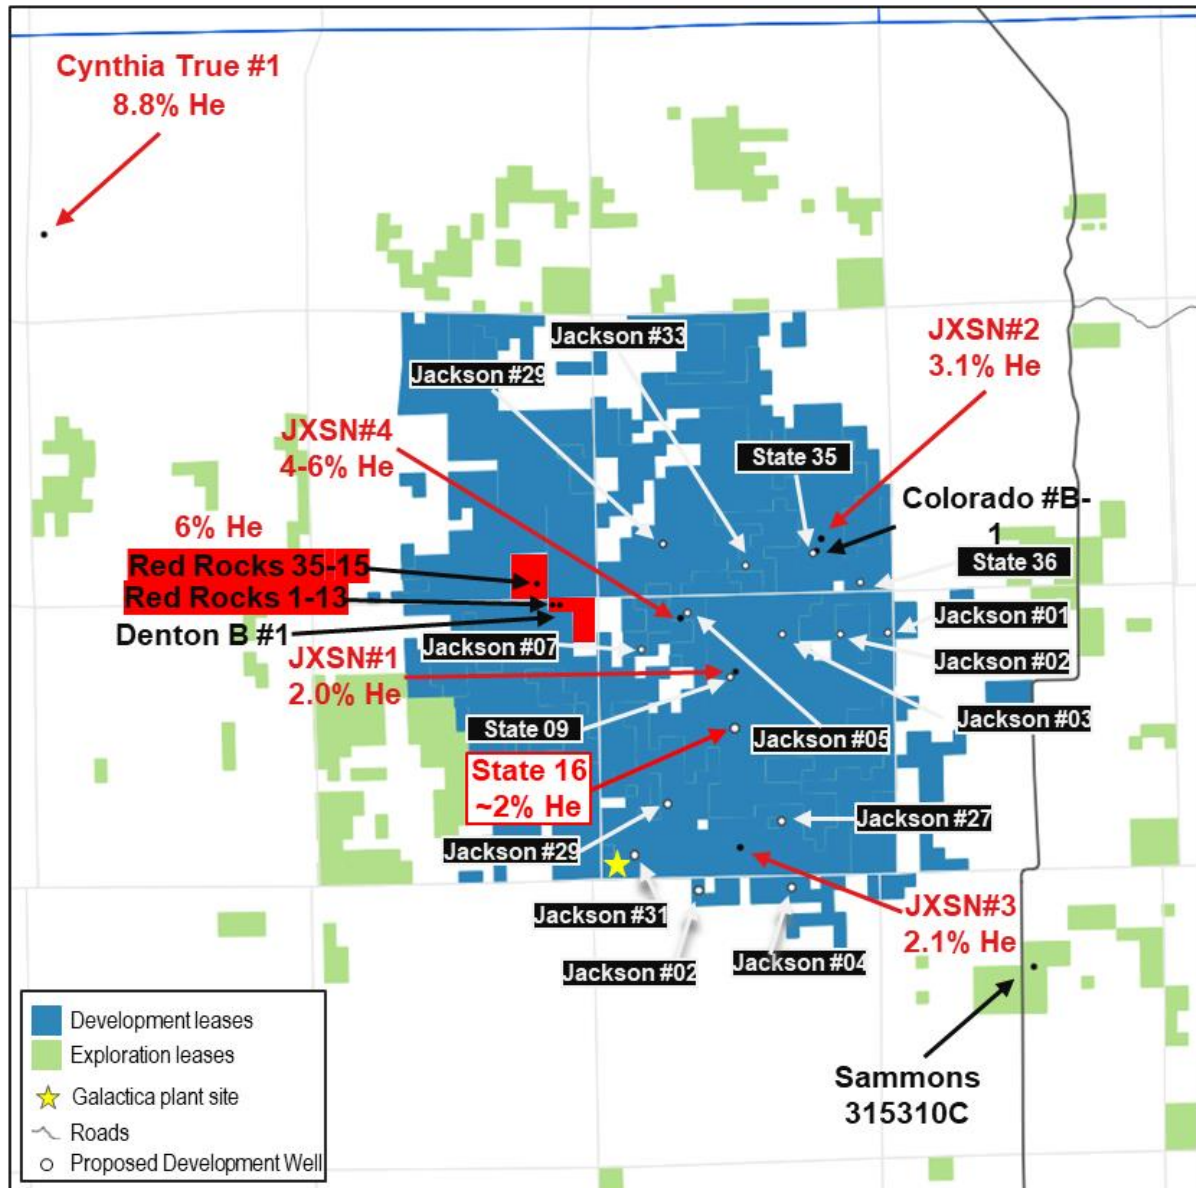 Cynthia True #1
8.8% He
Jackson #33
JXSN#2
3.1% He
Jackson #29
JXSN#4
4-6% He
State 35
Colorado #B-
1
6% He
State 36
Red Rocks 35-15
Red Rocks 1-13
Denton B #1
Jackson #07
Jackson #01
JXSN#1
2.0% He
Jackson #02
State 09
Jackson #05
Jackson #03
State 16
~2% He
Jackson #27
Jackson #29
Jackson #31
JXSN#3
2.1% He
Jackson #02
Jackson #04
Development leases
Exploration leases
Galactica plant site
Roads
Proposed Development Well
Sammons
315310C